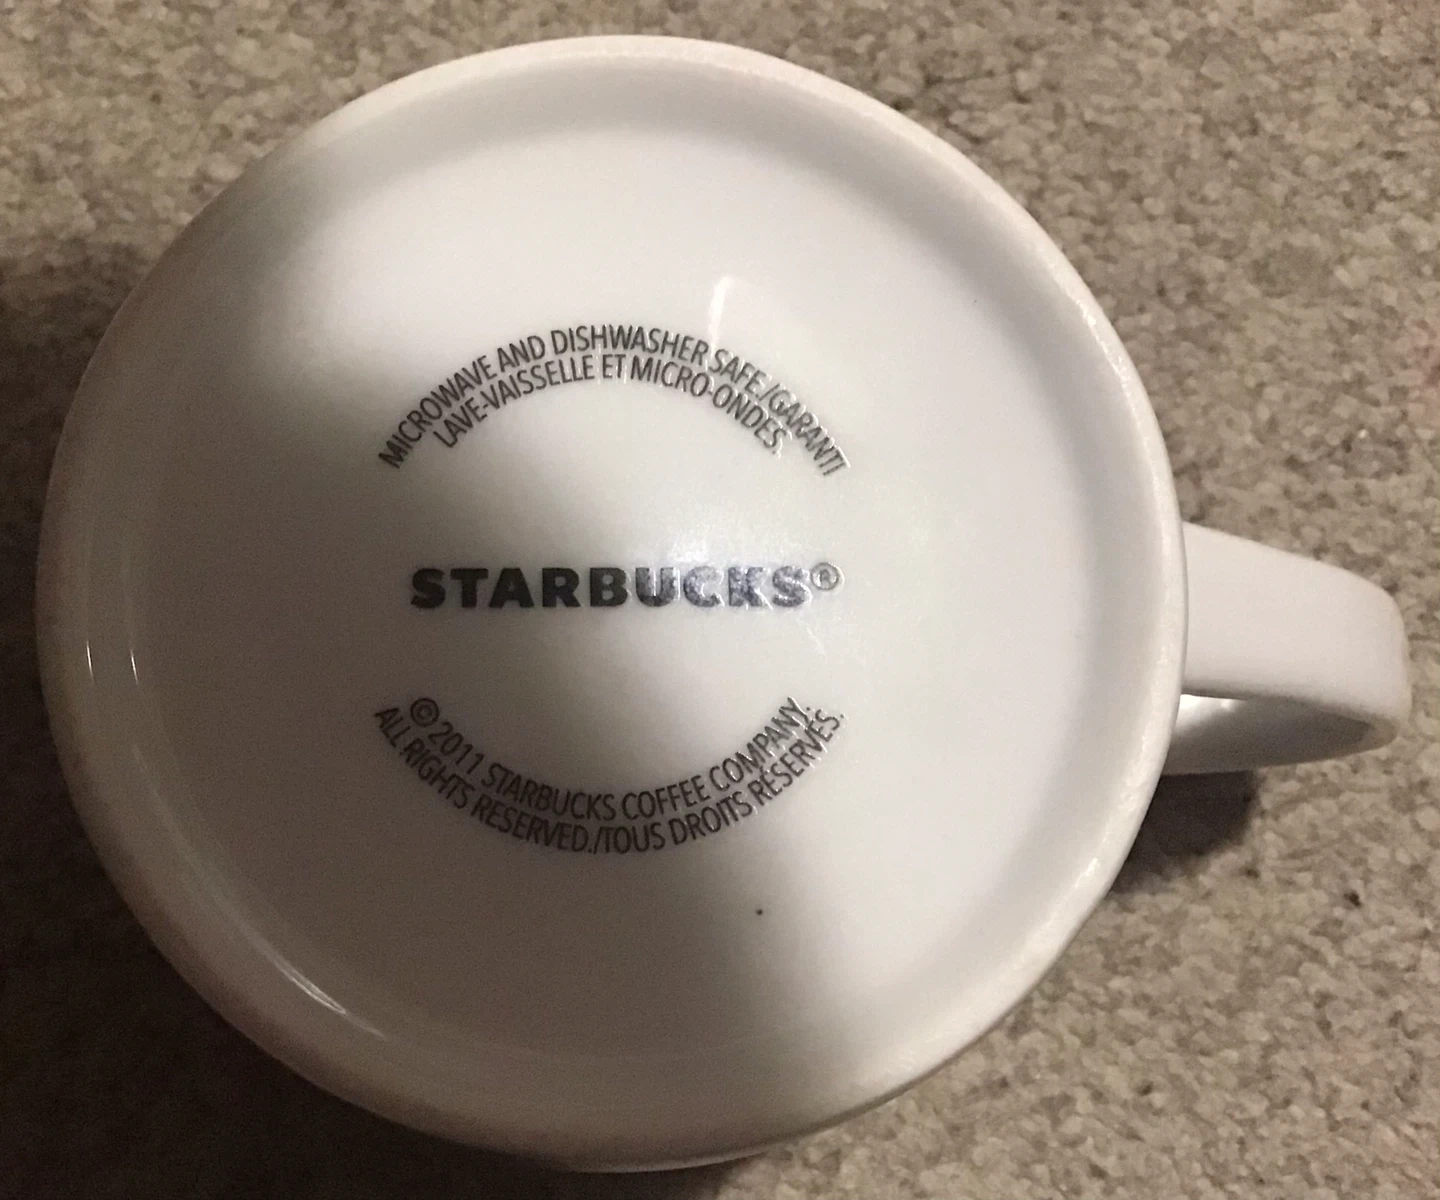 MICROWAVE AND DISHWASHER SAFE./GARANTI
LAVE-VAISSELLE ET MICRO-ONDES.
STARBUCKS®
© 2011 STARBUCKS COFFEE COMPANY.
ALL RIGHTS RESERVED./TOUS DROITS RÉSERVÉS.